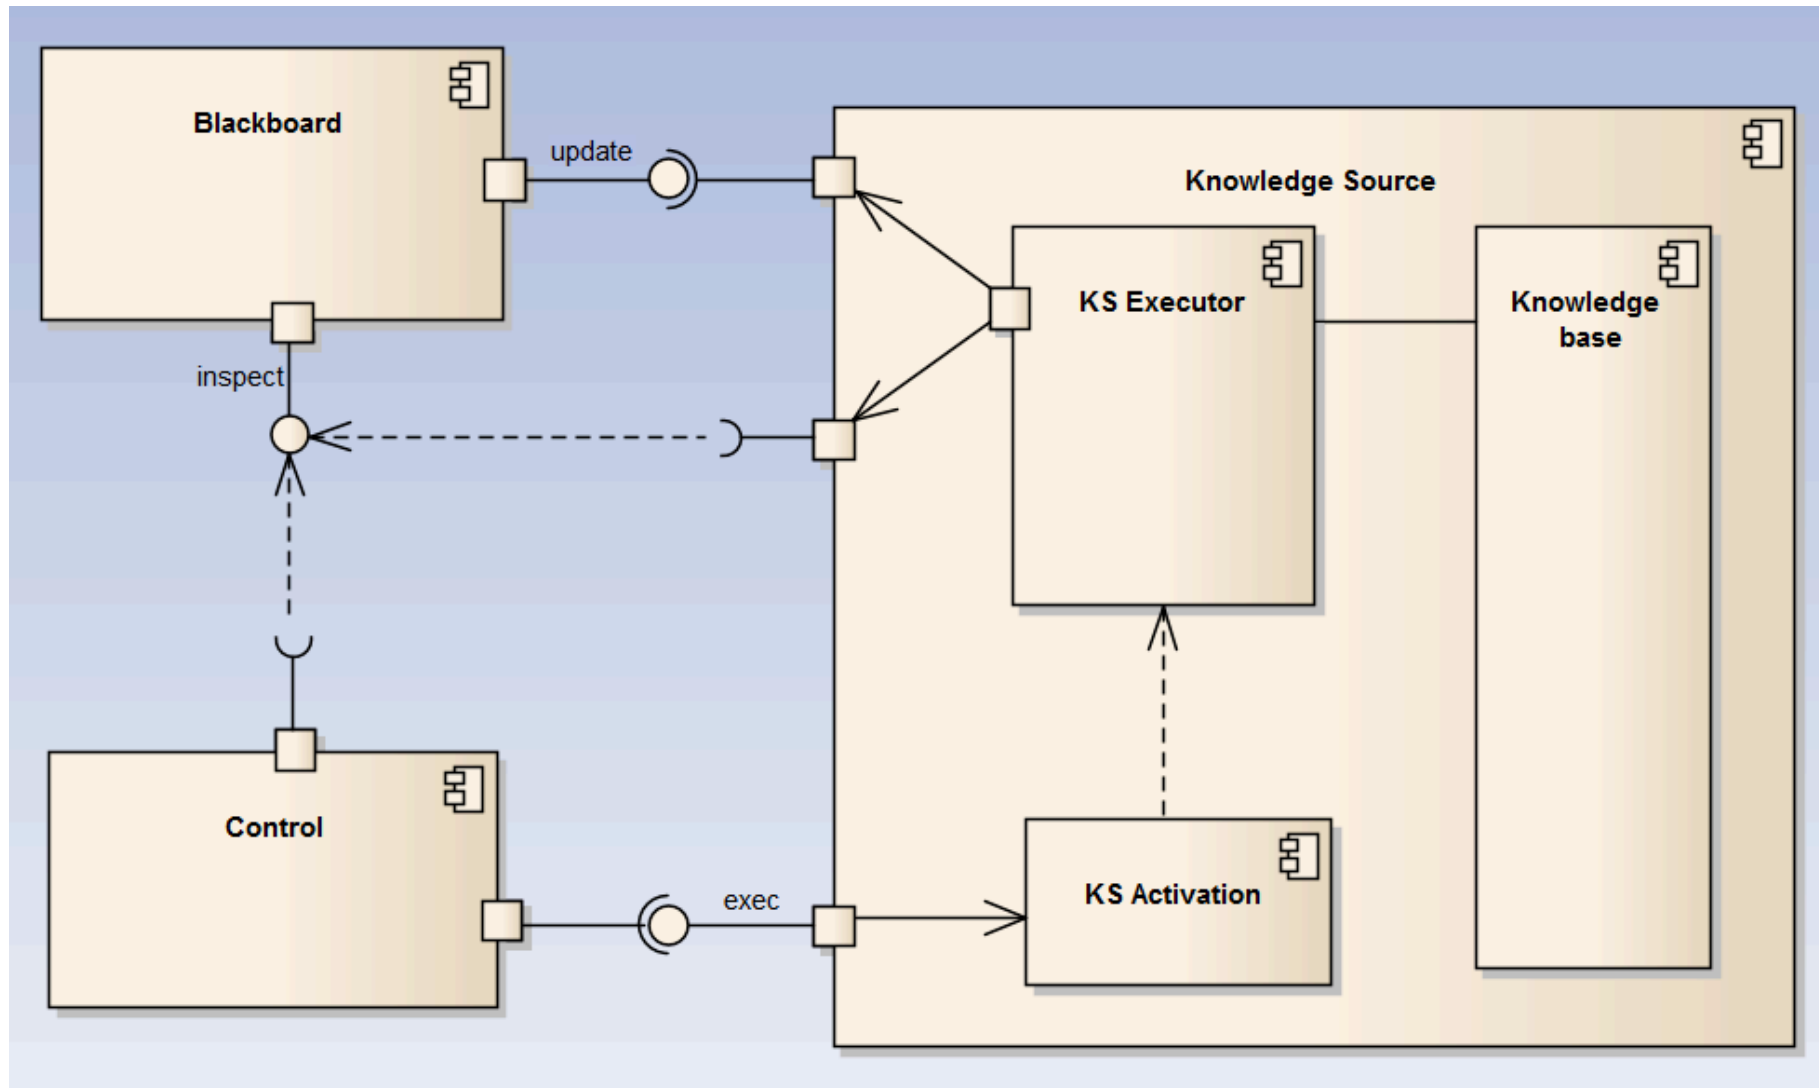 Blackboard
update
Knowledge Source
KS Executor
Knowledge
base
inspect
Control
exec
KS Activation